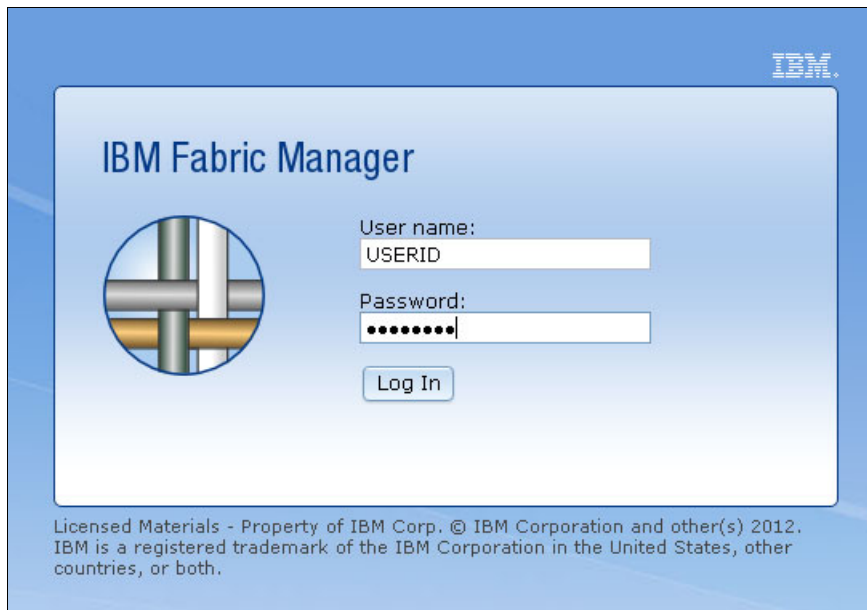 IBM.
IBM Fabric Manager
User name:
USERID
Password:
••••••••
Log In
Licensed Materials - Property of IBM Corp. © IBM Corporation and other(s) 2012.
IBM is a registered trademark of the IBM Corporation in the United States, other
countries, or both.